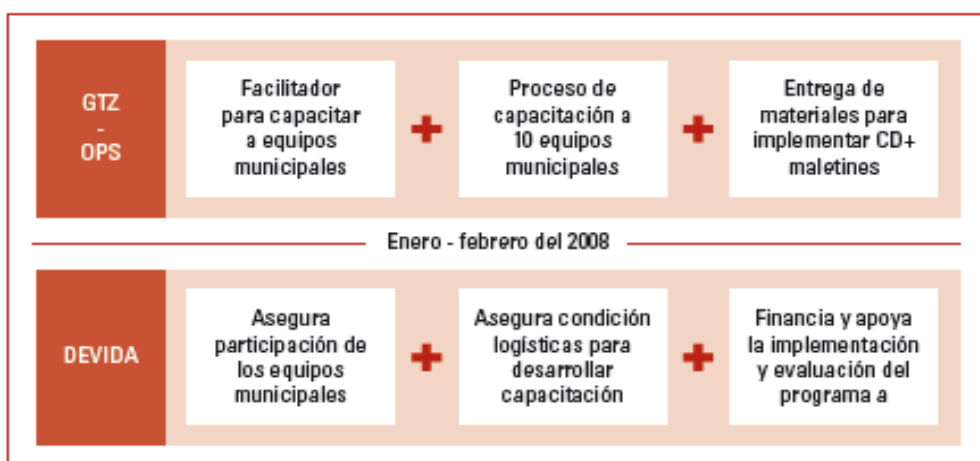 GTZ
-
OPS
Facilitador
para capacitar
a equipos
municipales
+
Proceso de
capacitación a
10 equipos
municipales
+
Entrega de
materiales para
implementar CD+
maletines
Enero - febrero del 2008
DEVIDA
Asegura
participación de
los equipos
municipales
+
Asegura condición
logísticas para
desarrollar
capacitación
+
Financia y apoya
la implementación
y evaluación del
programa a